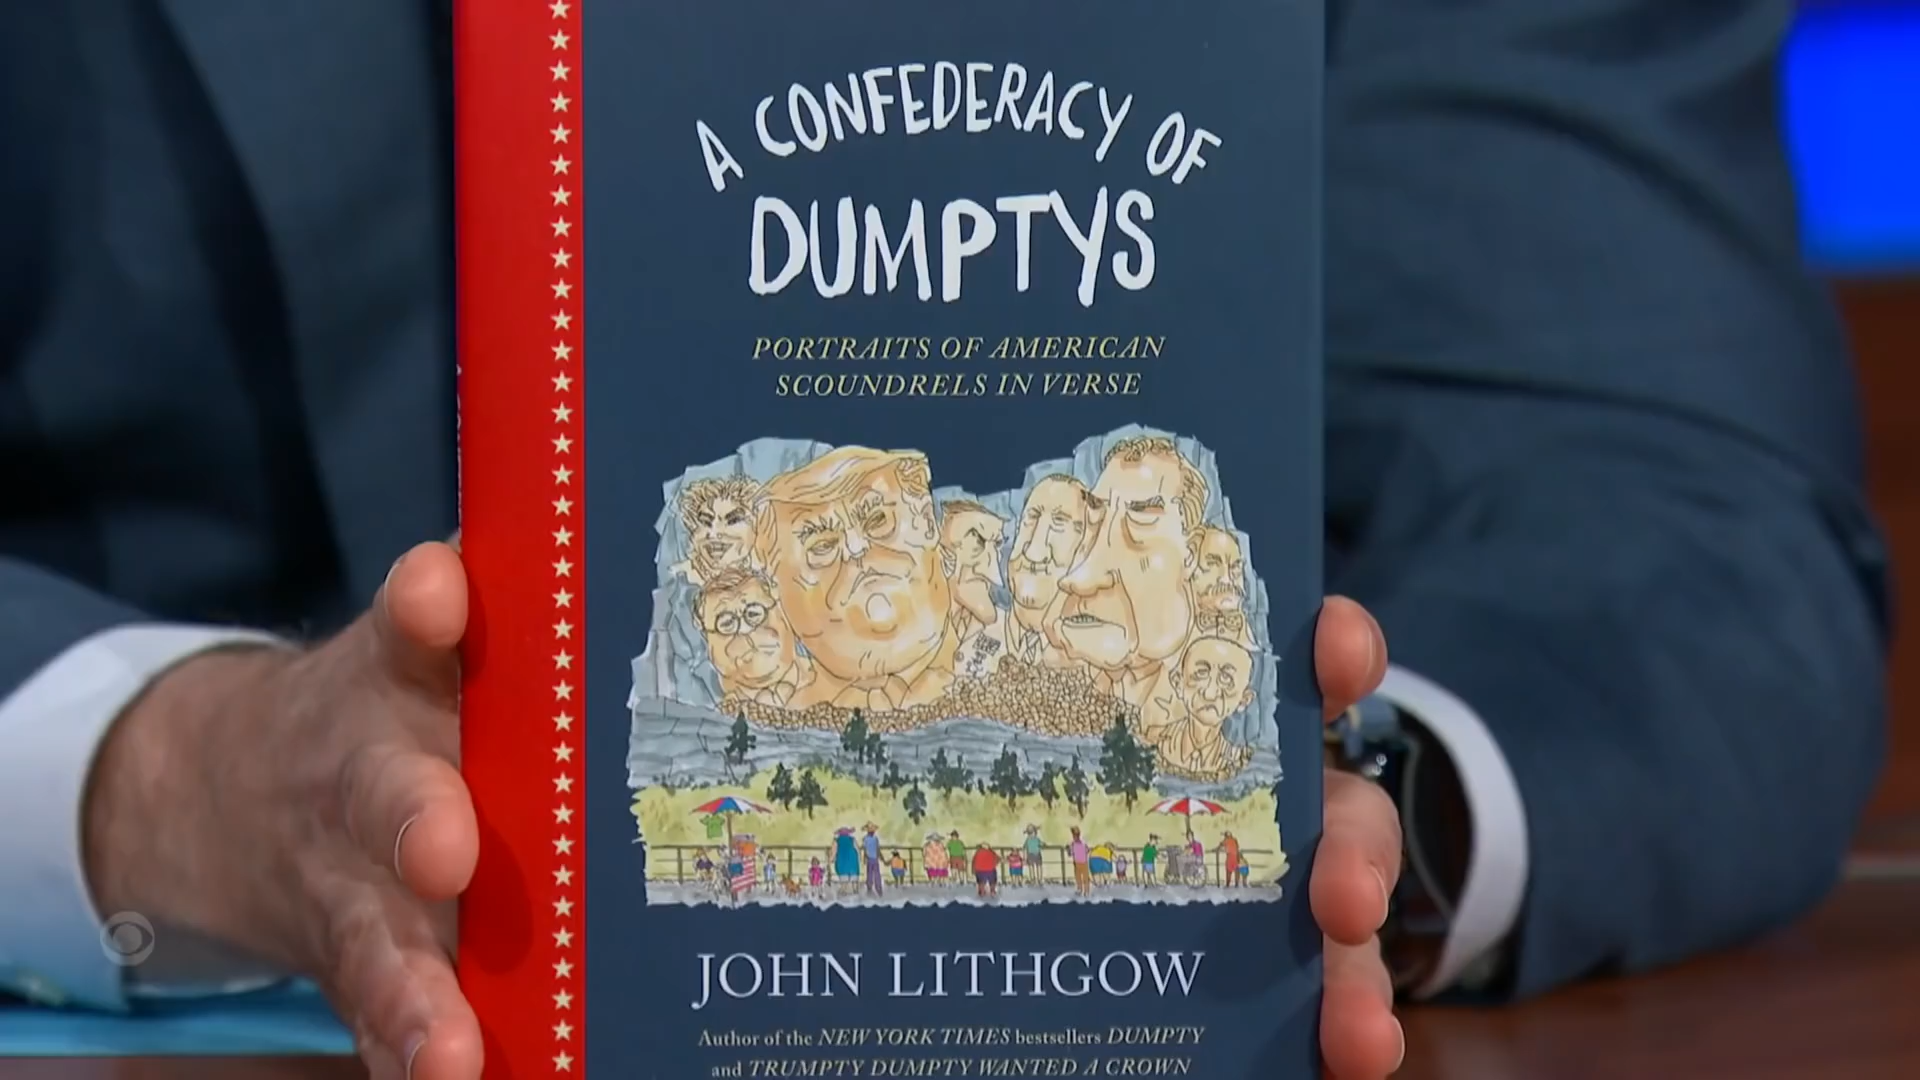 A CONFEDERACY OF
DUMPTYS
PORTRAITS OF AMERICAN
SCOUNDRELS IN VERSE
JOHN LITHGOW
Author of the NEW YORK TIMES bestsellers DUMPTY
and TRUMPTY DUMPTY WANTED A CROWN